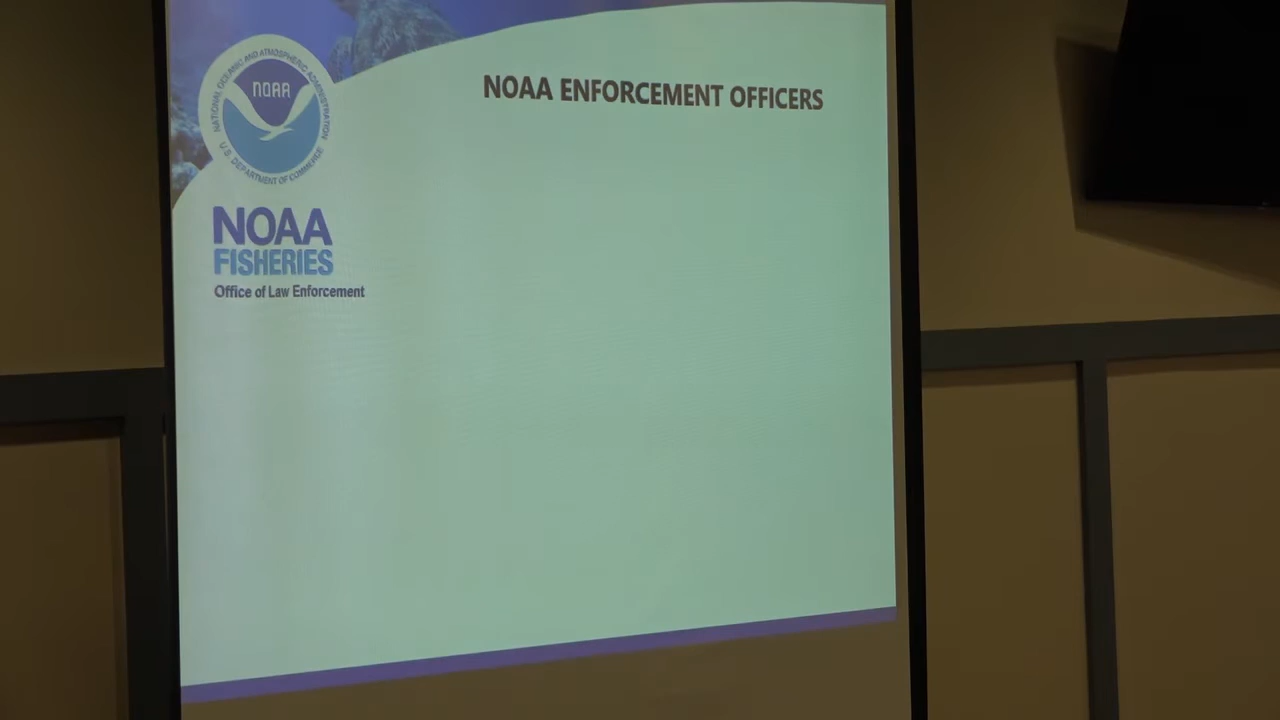 NATIONAL OCEANIC AND ATMOSPHERIC ADMINISTRATION
NOAA
U.S. DEPARTMENT OF COMMERCE
NOAA
FISHERIES
Office of Law Enforcement
NOAA ENFORCEMENT OFFICERS